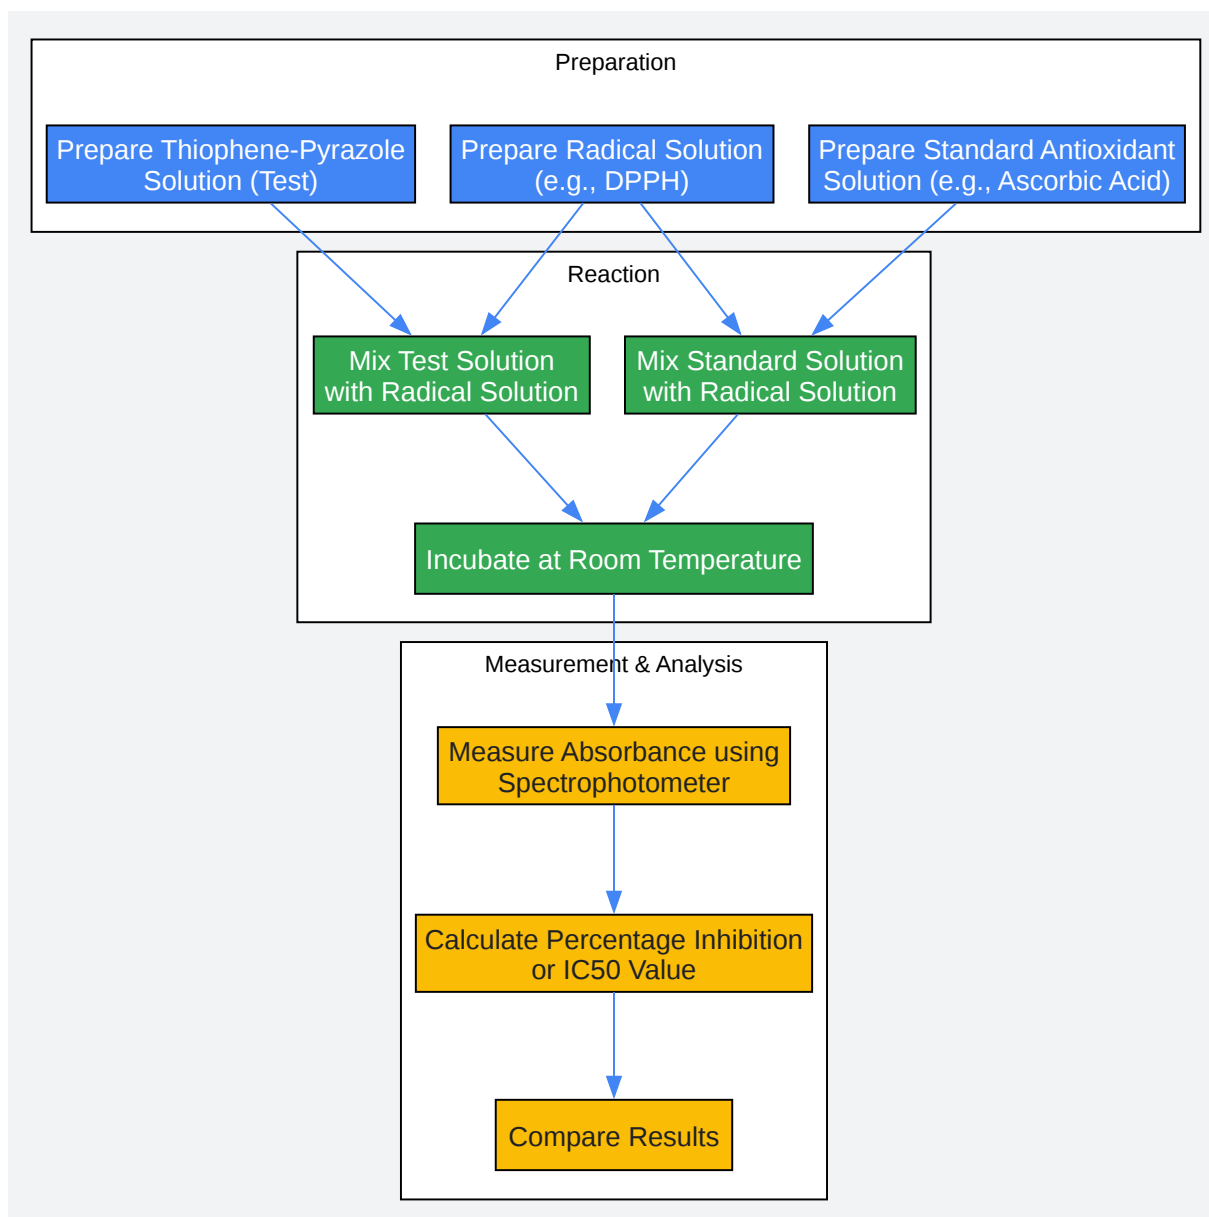 Preparation
Prepare Thiophene-Pyrazole
Solution (Test)
Prepare Radical Solution
(e.g., DPPH)
Prepare Standard Antioxidant
Solution (e.g., Ascorbic Acid)
Reaction
Mix Test Solution
with Radical Solution
Mix Standard Solution
with Radical Solution
Incubate at Room Temperature
Measurement & Analysis
Measure Absorbance using
Spectrophotometer
Calculate Percentage Inhibition
or IC50 Value
Compare Results